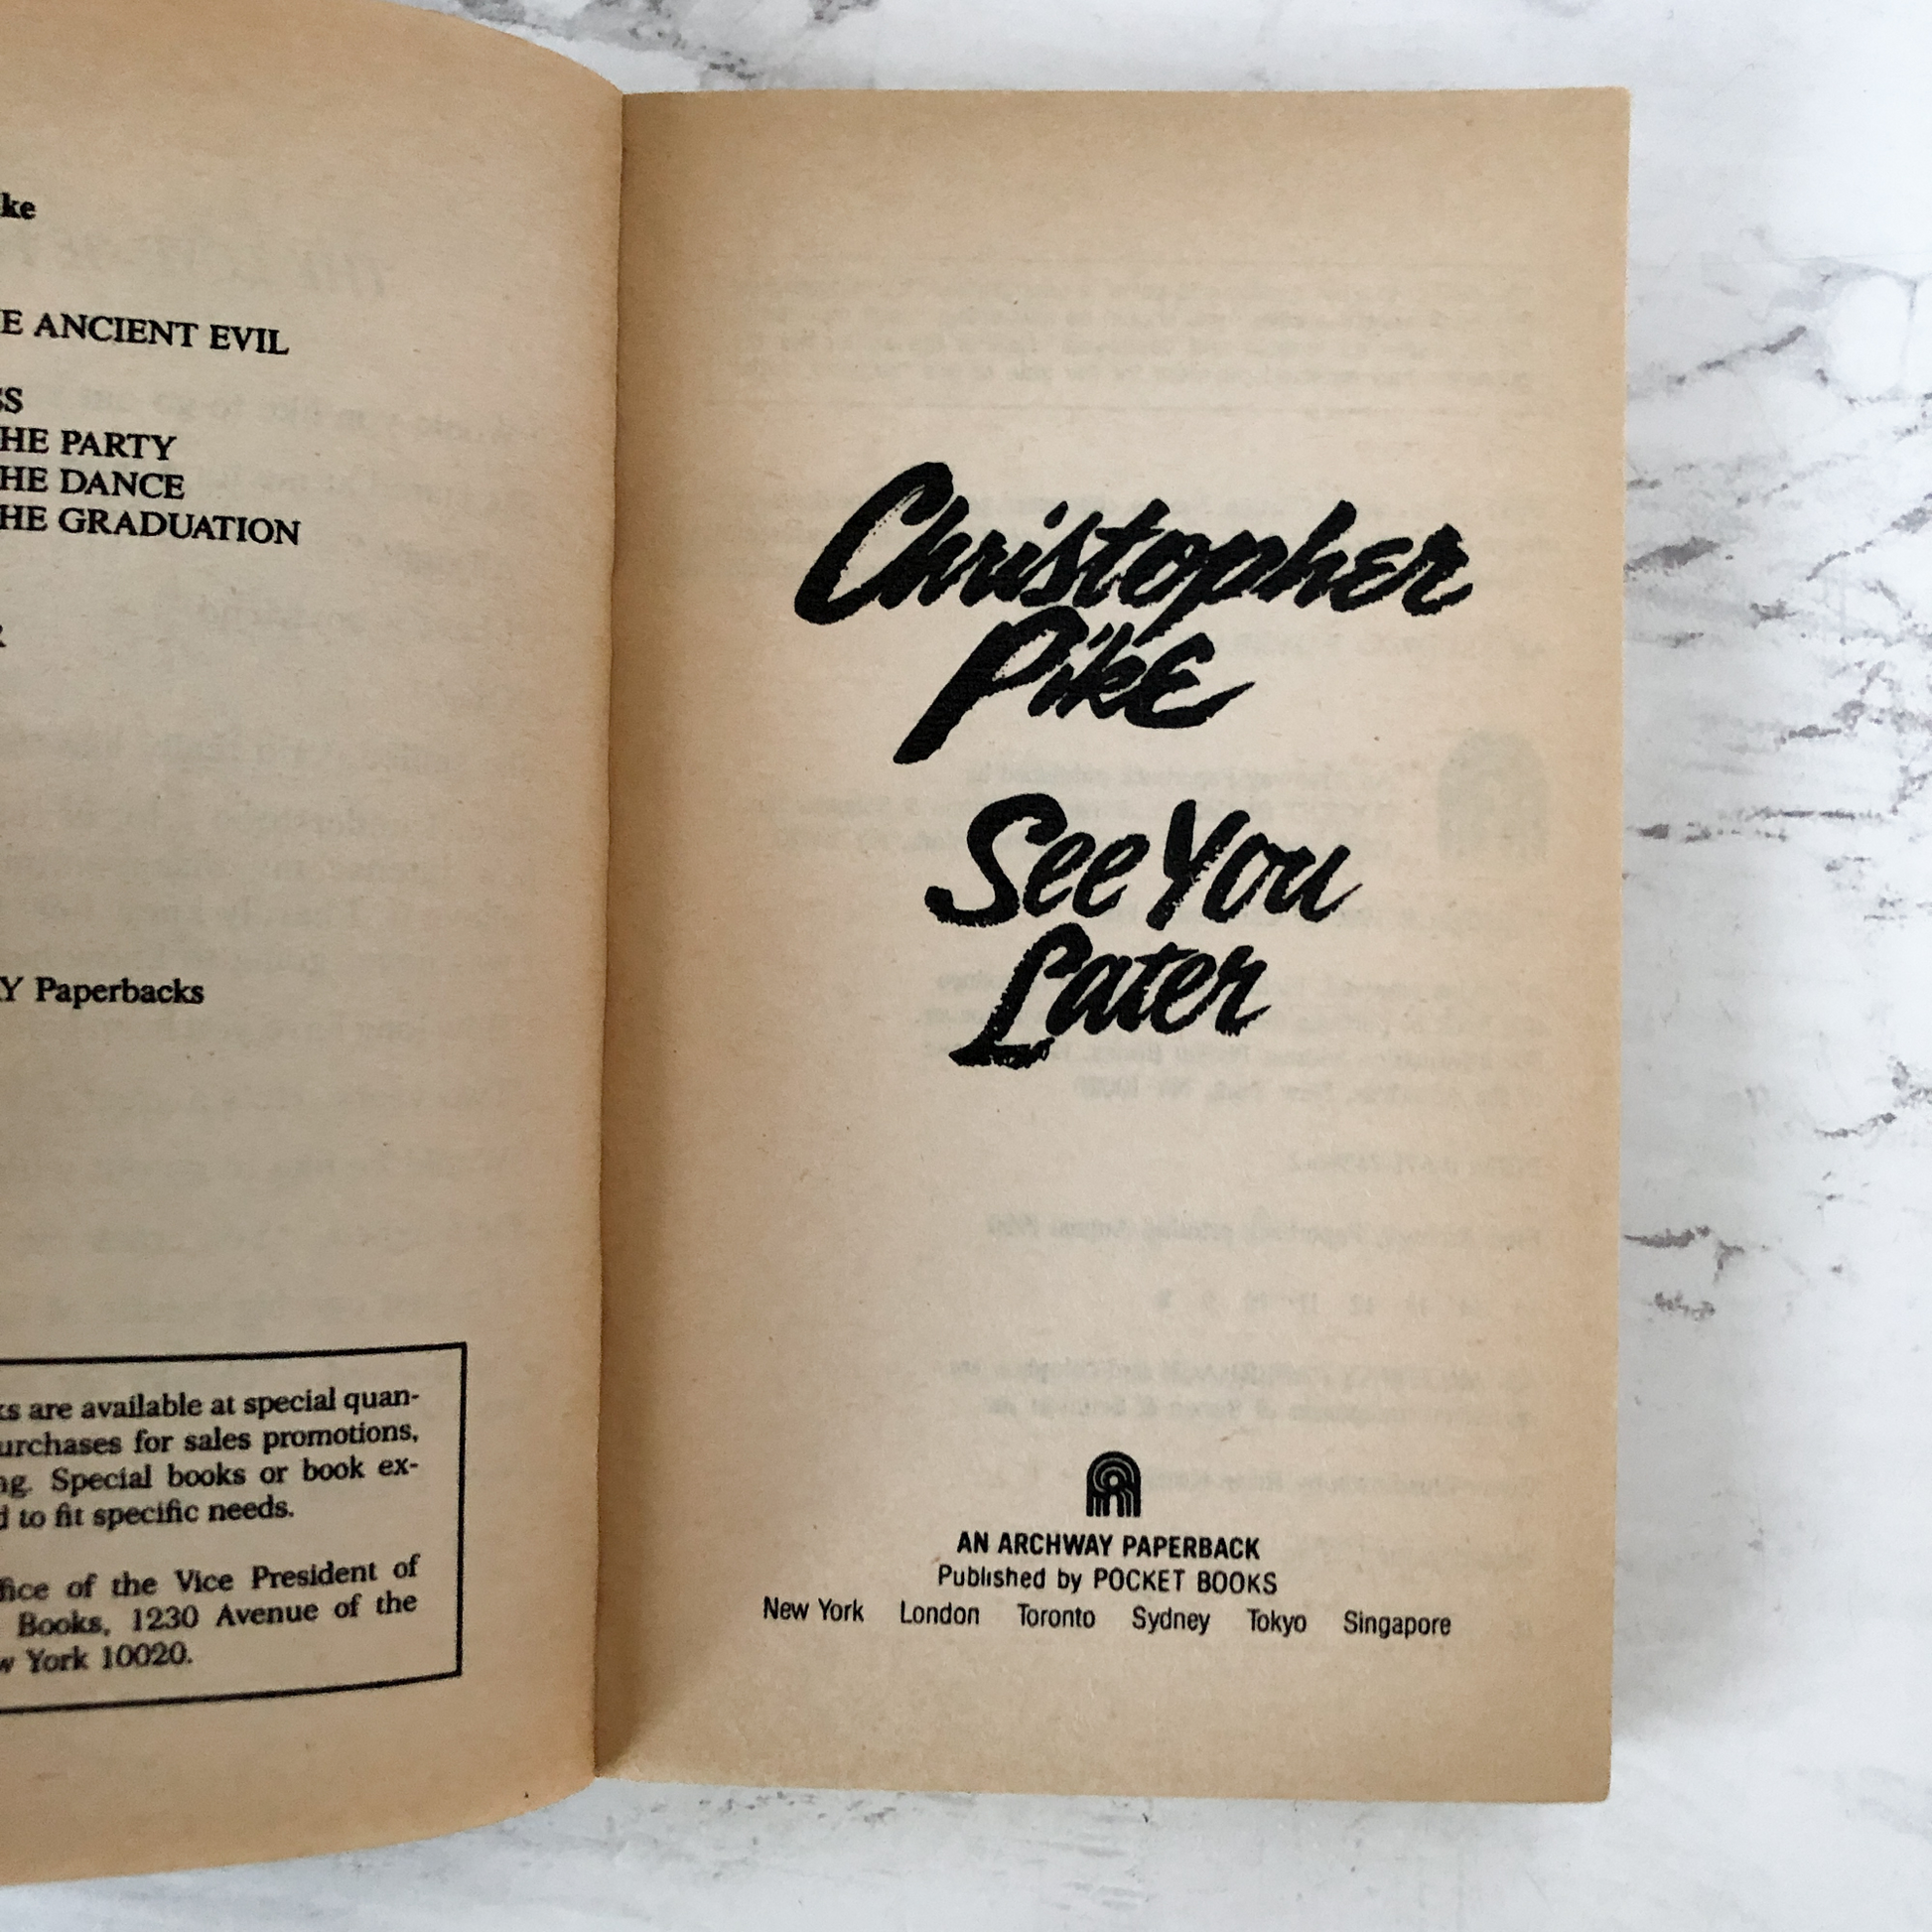 ke
E ANCIENT EVIL
SS
HE PARTY
HE DANCE
HE GRADUATION
R
Y Paperbacks
ks are available at special quan-
urchases for sales promotions,
ng. Special books or book ex-
d to fit specific needs.
fice of the Vice President of
Books, 1230 Avenue of the
w York 10020.
Christopher
Pike
See You
Later
AN ARCHWAY PAPERBACK
Published by POCKET BOOKS
New York London Toronto Sydney Tokyo Singapore